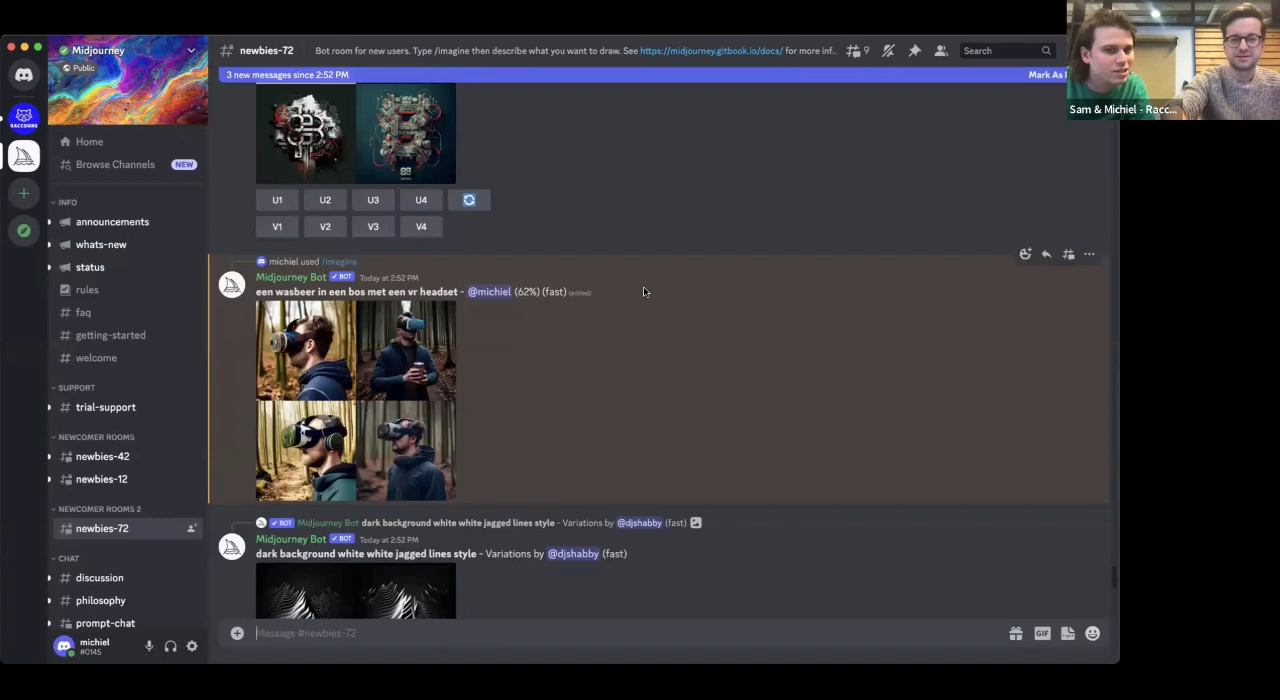 Midjourney
Public
RACCOONS
Home
Browse Channels NEW
INFO
announcements
whats-new
status
rules
faq
getting-started
welcome
SUPPORT
trial-support
NEWCOMER ROOMS
newbies-42
newbies-12
NEWCOMER ROOMS 2
newbies-72
CHAT
discussion
philosophy
prompt-chat
michiel
#0145
newbies-72 Bot room for new users. Type /imagine then describe what you want to draw. See https://midjourney.gitbook.io/docs/ for more inf... 9 Search
3 new messages since 2:52 PM Mark As
U1 U2 U3 U4
V1 V2 V3 V4
michiel used /imagine
Midjourney Bot ✓ BOT Today at 2:52 PM
een wasbeer in een bos met een vr headset - @michiel (62%) (fast) (edited)
✓ BOT Midjourney Bot dark background white white jagged lines style - Variations by @djshabby (fast)
Midjourney Bot ✓ BOT Today at 2:52 PM
dark background white white jagged lines style - Variations by @djshabby (fast)
Message #newbies-72
GIF
Sam & Michiel - Racc...